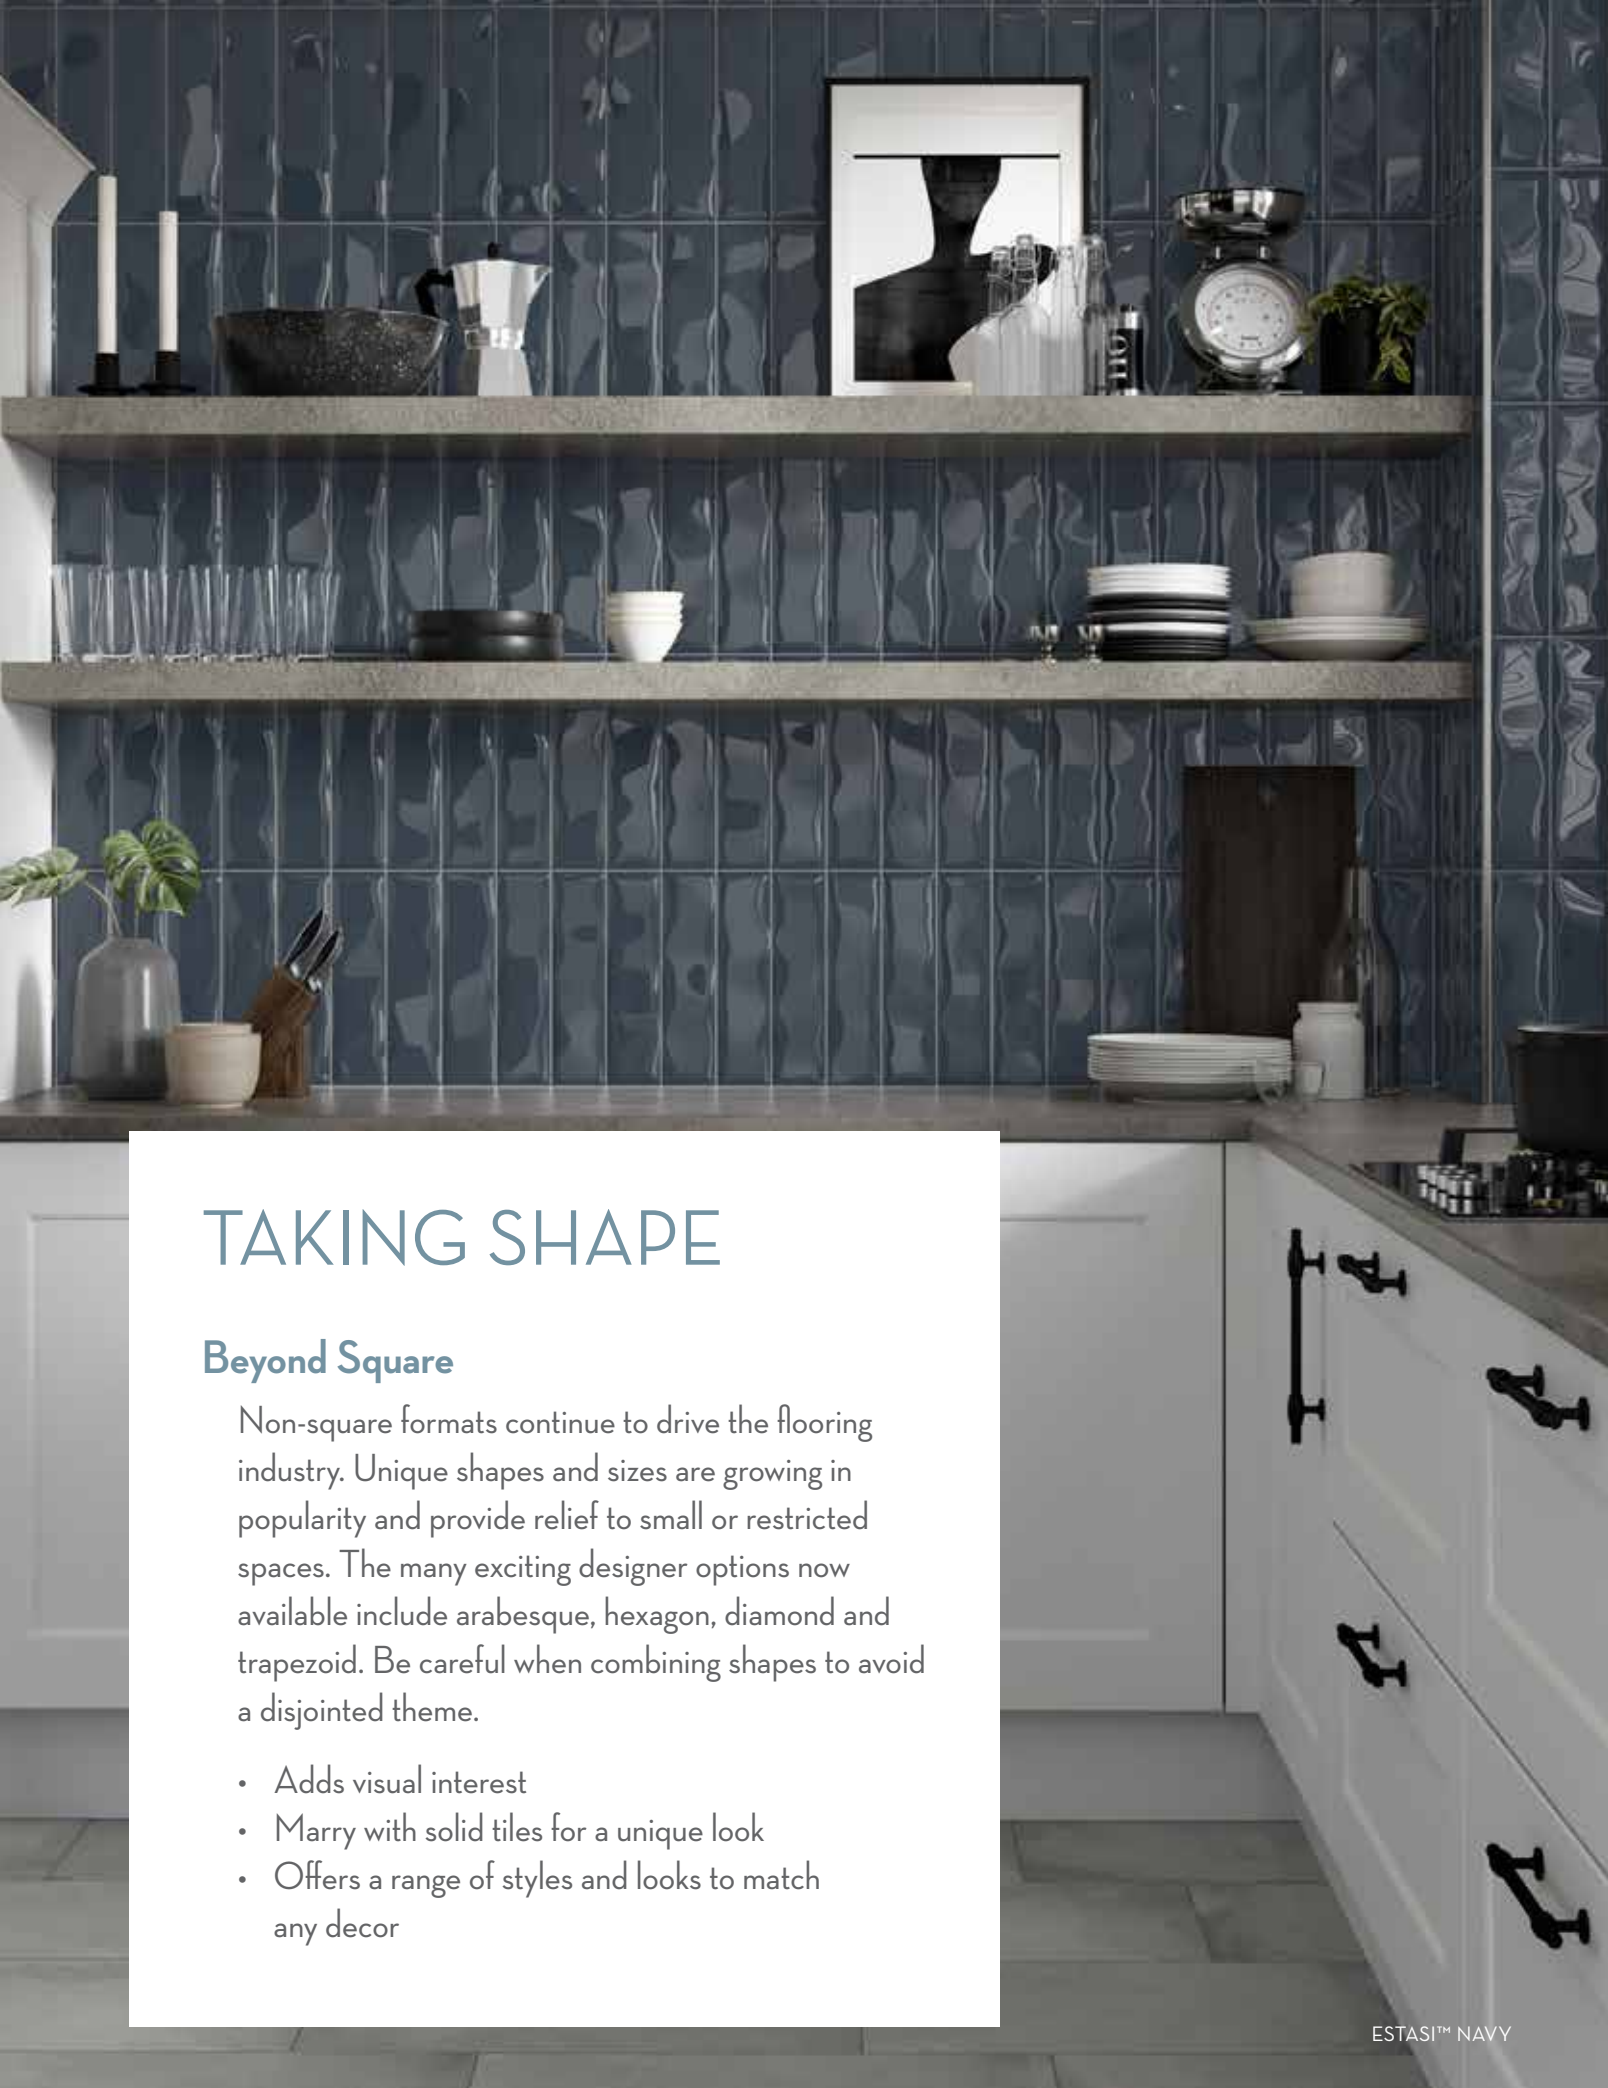 TAKING SHAPE
Beyond Square
Non-square formats continue to drive the flooring
industry. Unique shapes and sizes are growing in
popularity and provide relief to small or restricted
spaces. The many exciting designer options now
available include arabesque, hexagon, diamond and
trapezoid. Be careful when combining shapes to avoid
a disjointed theme.
• Adds visual interest
• Marry with solid tiles for a unique look
• Offers a range of styles and looks to match
any decor
ESTASI™ NAVY